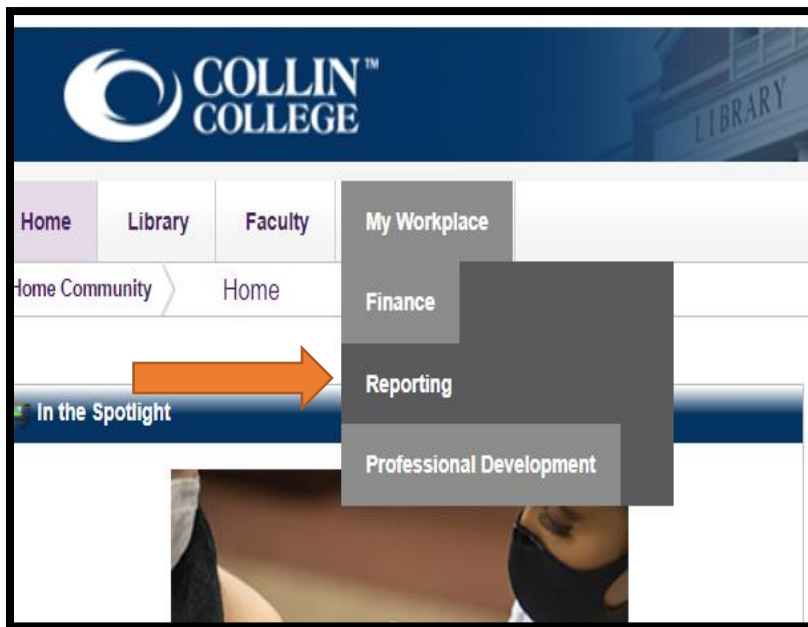 COLLIN™
COLLEGE
LIBRARY
Home Library Faculty My Workplace
Home Community Home
Finance
Reporting
In the Spotlight
Professional Development